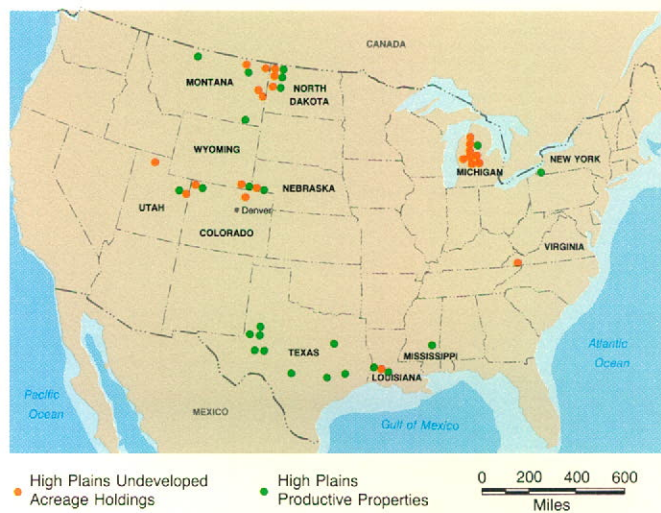 CANADA
MONTANA
NORTH
DAKOTA
WYOMING
NEW YORK
MICHIGAN
NEBRASKA
UTAH
Denver
COLORADO
VIRGINIA
TEXAS
MISSISSIPPI
LOUISIANA
Atlantic
Ocean
Pacific
Ocean
MEXICO
Gulf of Mexico
High Plains Undeveloped
Acreage Holdings
High Plains
Productive Properties
0 200 400 600
Miles